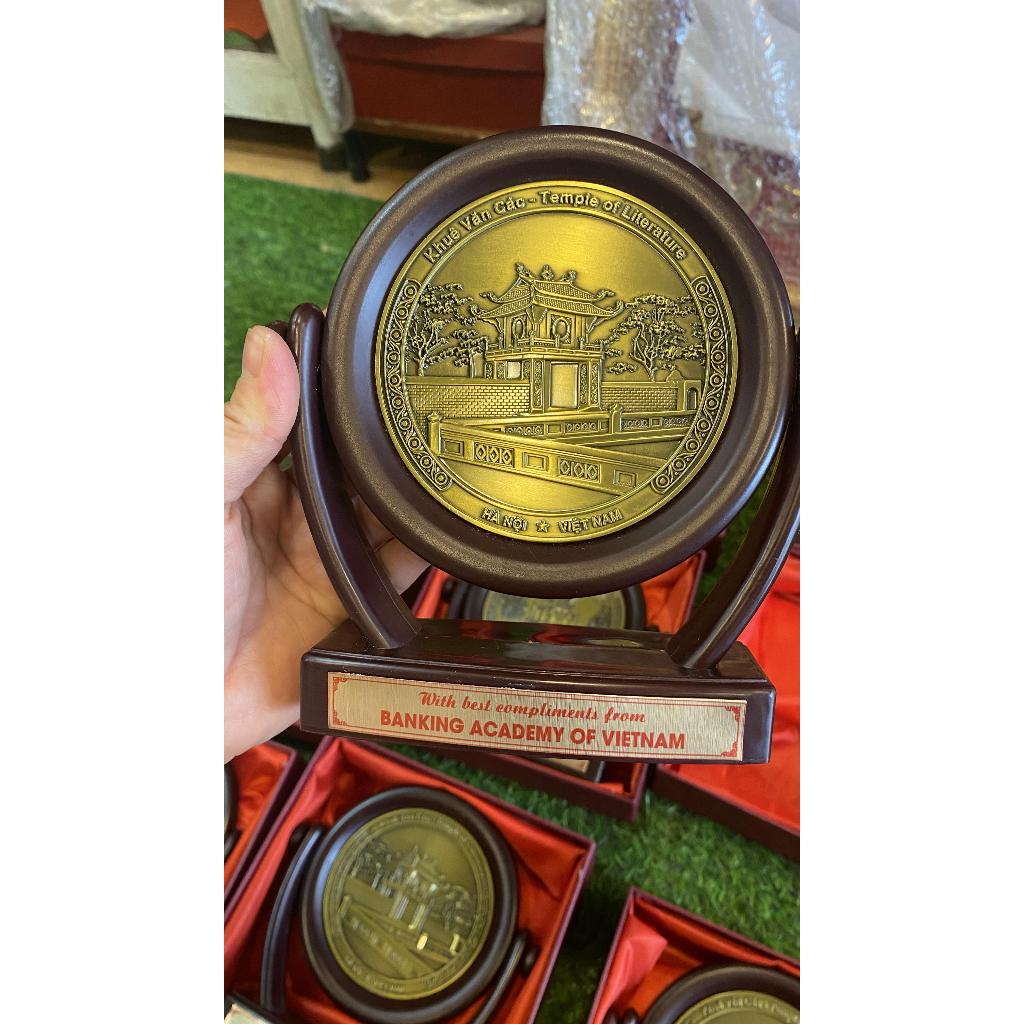 Khuê Văn Các - Temple of Literature
HÀ NỘI ★ VIỆT NAM
With best compliments from
BANKING ACADEMY OF VIETNAM